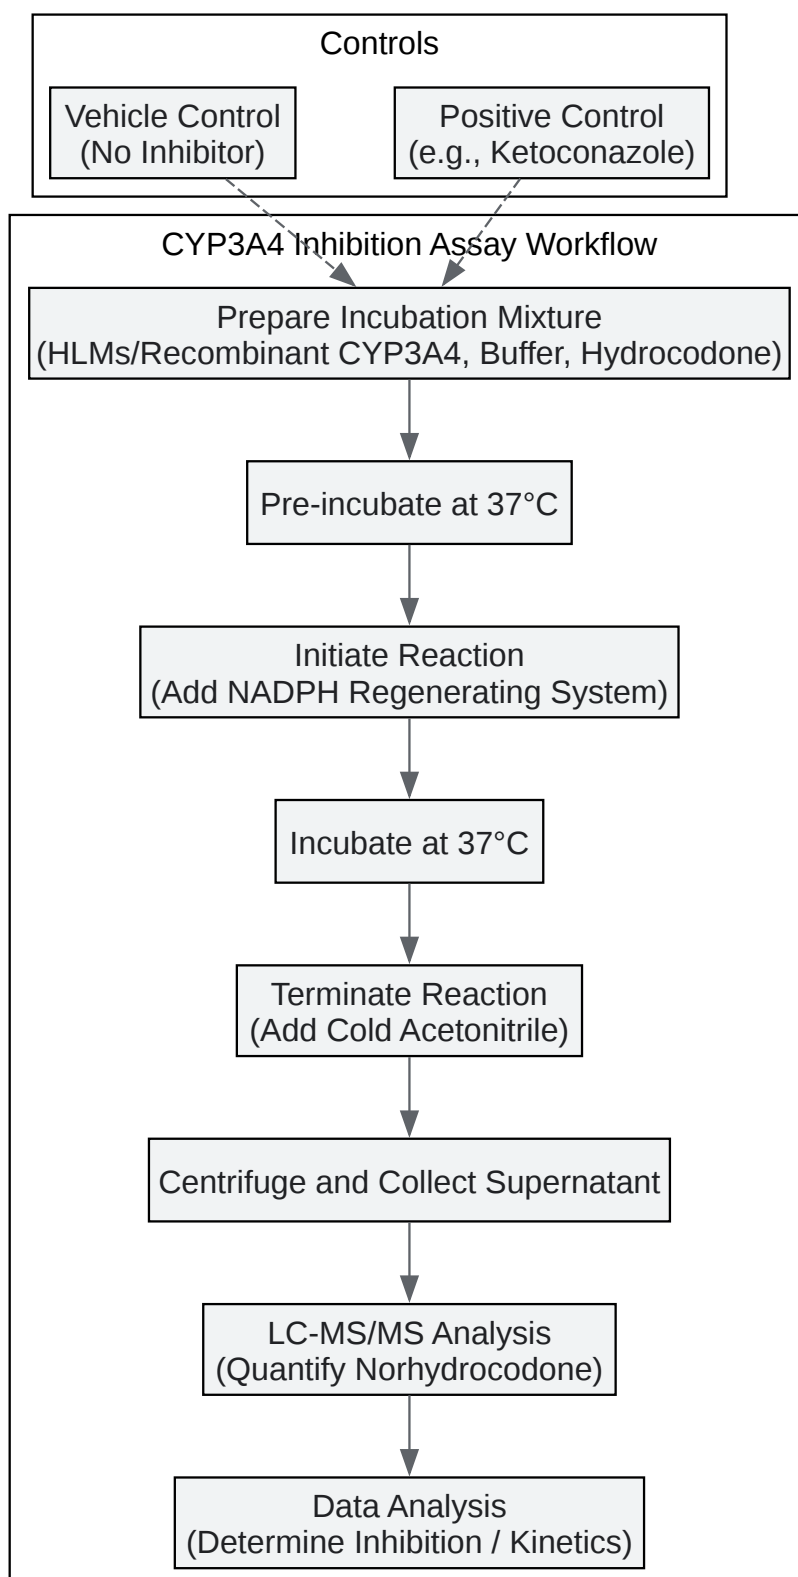 Controls
Vehicle Control
(No Inhibitor)
Positive Control
(e.g., Ketoconazole)
CYP3A4 Inhibition Assay Workflow
Prepare Incubation Mixture
(HLMs/Recombinant CYP3A4, Buffer, Hydrocodone)
Pre-incubate at 37°C
Initiate Reaction
(Add NADPH Regenerating System)
Incubate at 37°C
Terminate Reaction
(Add Cold Acetonitrile)
Centrifuge and Collect Supernatant
LC-MS/MS Analysis
(Quantify Norhydrocodone)
Data Analysis
(Determine Inhibition / Kinetics)